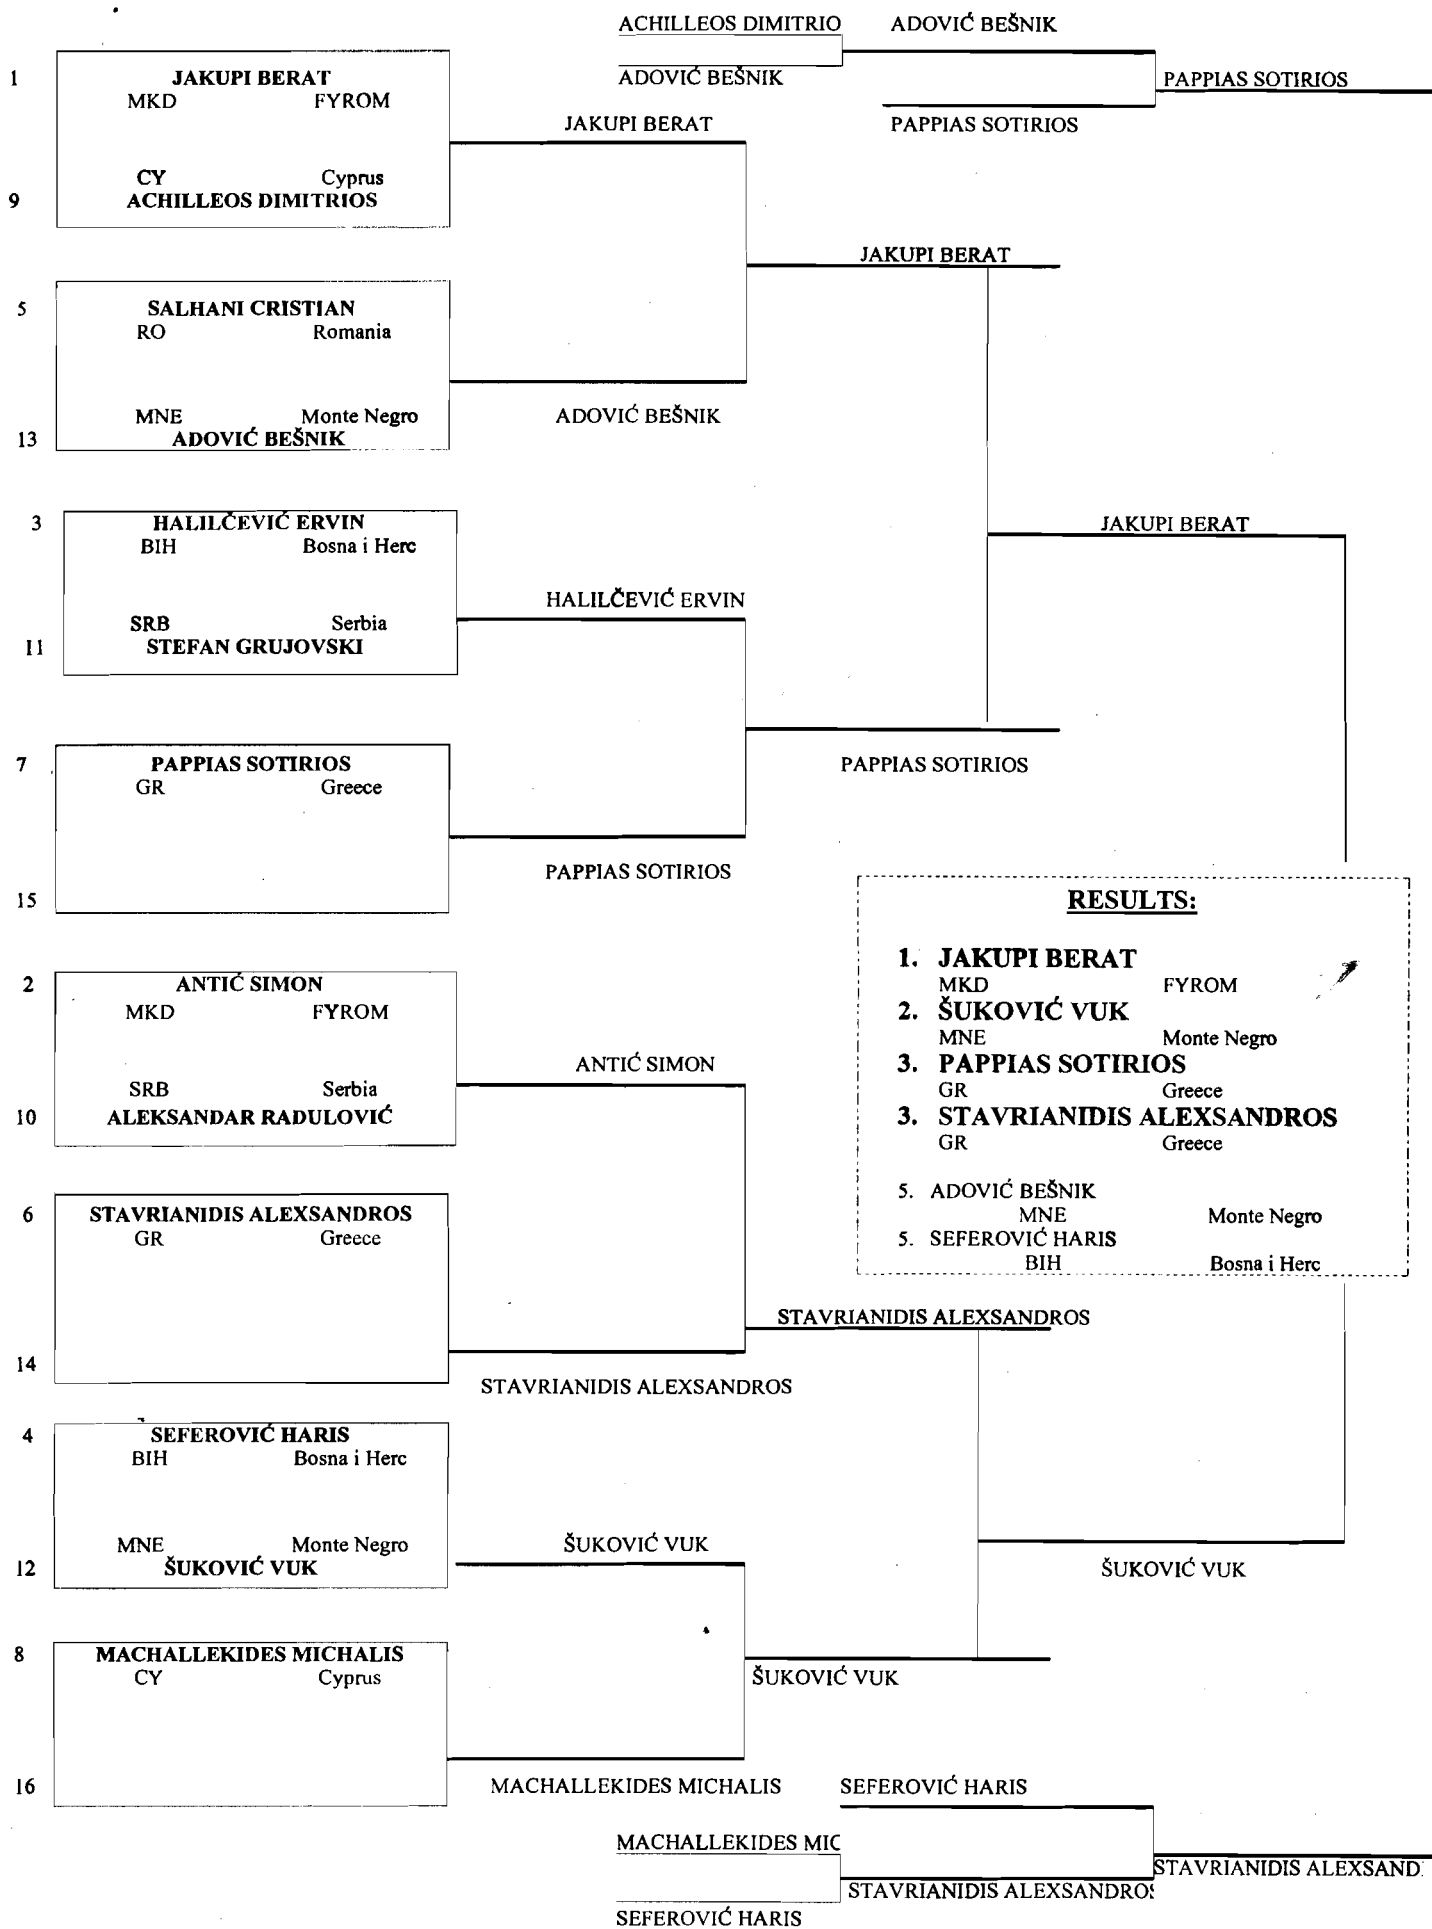 ACHILLEOS DIMITRIO
ADOVIĆ BEŠNIK
ADOVIĆ BEŠNIK
PAPPIAS SOTIRIOS
PAPPIAS SOTIRIOS
1
JAKUPI BERAT
MKD FYROM
CY Cyprus
9
ACHILLEOS DIMITRIOS
JAKUPI BERAT
5
SALHANI CRISTIAN
RO Romania
MNE Monte Negro
13
ADOVIĆ BEŠNIK
ADOVIĆ BEŠNIK
JAKUPI BERAT
3
HALILČEVIĆ ERVIN
BIH Bosna i Herc
SRB Serbia
11
STEFAN GRUJOVSKI
HALILČEVIĆ ERVIN
7
PAPPIAS SOTIRIOS
GR Greece
15
PAPPIAS SOTIRIOS
PAPPIAS SOTIRIOS
JAKUPI BERAT
2
ANTIĆ SIMON
MKD FYROM
SRB Serbia
10
ALEKSANDAR RADULOVIĆ
ANTIĆ SIMON
6
STAVRIANIDIS ALEXSANDROS
GR Greece
14
STAVRIANIDIS ALEXSANDROS
STAVRIANIDIS ALEXSANDROS
4
SEFEROVIĆ HARIS
BIH Bosna i Herc
MNE Monte Negro
12
ŠUKOVIĆ VUK
ŠUKOVIĆ VUK
8
MACHALLEKIDES MICHALIS
CY Cyprus
16
MACHALLEKIDES MICHALIS
ŠUKOVIĆ VUK
ŠUKOVIĆ VUK
RESULTS:
1. JAKUPI BERAT
MKD FYROM
2. ŠUKOVIĆ VUK
MNE Monte Negro
3. PAPPIAS SOTIRIOS
GR Greece
3. STAVRIANIDIS ALEXSANDROS
GR Greece
5. ADOVIĆ BEŠNIK
MNE Monte Negro
5. SEFEROVIĆ HARIS
BIH Bosna i Herc
SEFEROVIĆ HARIS
MACHALLEKIDES MIC
STAVRIANIDIS ALEXSANDROS
SEFEROVIĆ HARIS
STAVRIANIDIS ALEXSAND